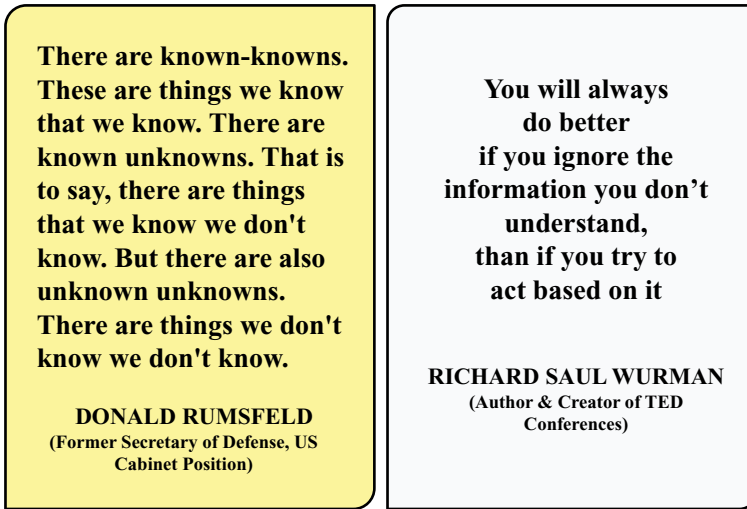 There are known-knowns.
These are things we know
that we know. There are
known unknowns. That is
to say, there are things
that we know we don't
know. But there are also
unknown unknowns.
There are things we don't
know we don't know.
DONALD RUMSFELD
(Former Secretary of Defense, US
Cabinet Position)
You will always
do better
if you ignore the
information you don’t
understand,
than if you try to
act based on it
RICHARD SAUL WURMAN
(Author & Creator of TED
Conferences)